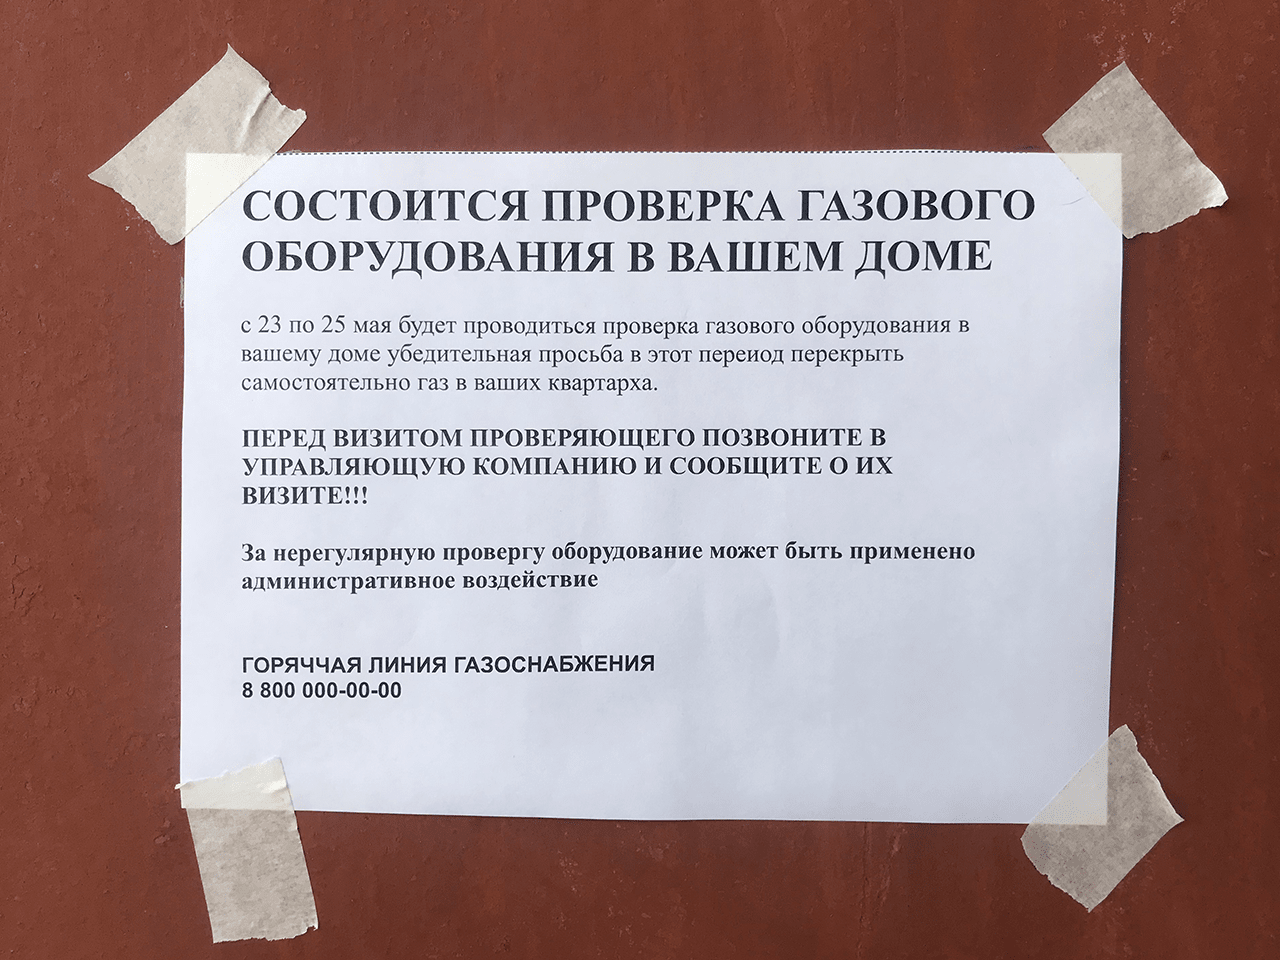 СОСТОИТСЯ ПРОВЕРКА ГАЗОВОГО
ОБОРУДОВАНИЯ В ВАШЕМ ДОМЕ
с 23 по 25 мая будет проводиться проверка газового оборудования в
вашему доме убедительная просьба в этот переиод перекрыть
самостоятельно газ в ваших квартарха.
ПЕРЕД ВИЗИТОМ ПРОВЕРЯЮЩЕГО ПОЗВОНИТЕ В
УПРАВЛЯЮЩУЮ КОМПАНИЮ И СООБЩИТЕ О ИХ
ВИЗИТЕ!!!
За нерегулярную провергу оборудование может быть применено
административное воздействие
ГОРЯЧЧАЯ ЛИНИЯ ГАЗОСНАБЖЕНИЯ
8 800 000-00-00